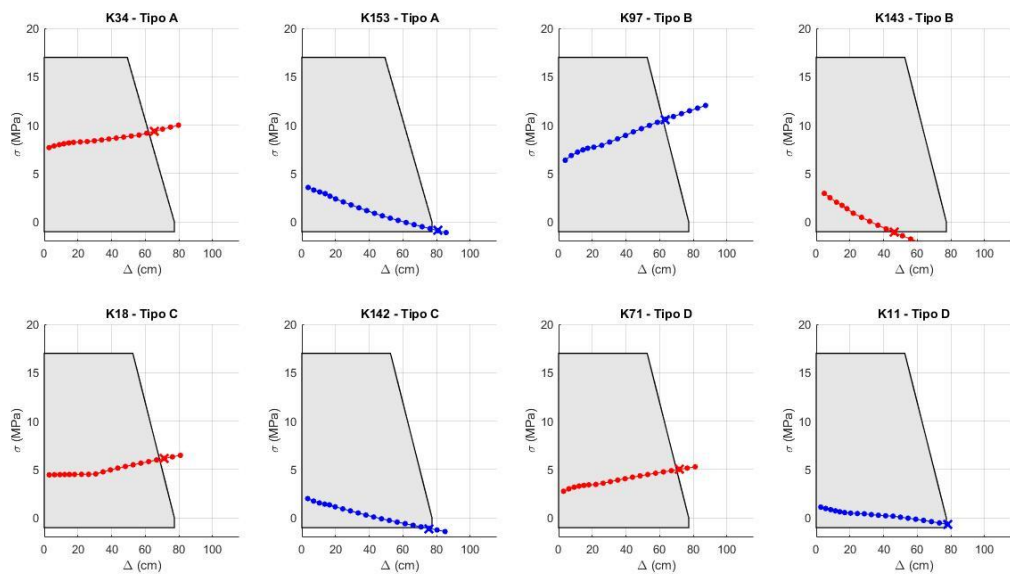 K34 - Tipo A
20
15
10
5
0
σ (MPa)
0 20 40 60 80 100
Δ (cm)
K153 - Tipo A
20
15
10
5
0
σ (MPa)
0 20 40 60 80 100
Δ (cm)
K97 - Tipo B
20
15
10
5
0
σ (MPa)
0 20 40 60 80 100
Δ (cm)
K143 - Tipo B
20
15
10
5
0
σ (MPa)
0 20 40 60 80 100
Δ (cm)
K18 - Tipo C
20
15
10
5
0
σ (MPa)
0 20 40 60 80 100
Δ (cm)
K142 - Tipo C
20
15
10
5
0
σ (MPa)
0 20 40 60 80 100
Δ (cm)
K71 - Tipo D
20
15
10
5
0
σ (MPa)
0 20 40 60 80 100
Δ (cm)
K11 - Tipo D
20
15
10
5
0
σ (MPa)
0 20 40 60 80 100
Δ (cm)